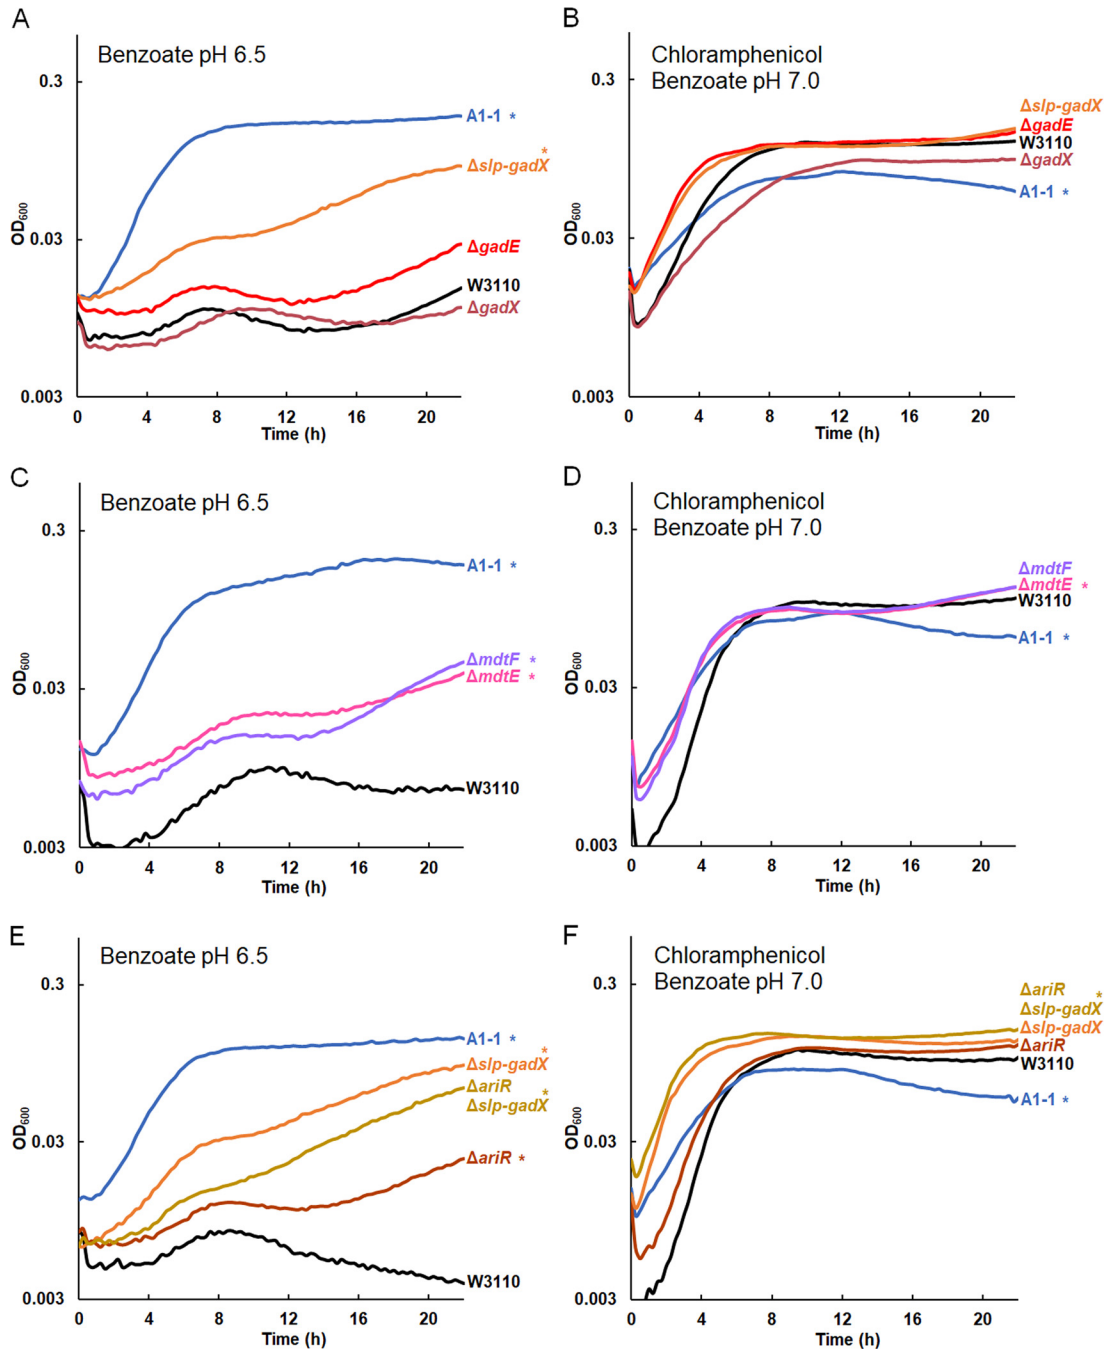 A
Benzoate pH 6.5
0.3
0.03
0.003
OD600
0 4 8 12 16 20
Time (h)
A1-1 *
*
Δslp-gadX
ΔgadE
W3110
ΔgadX
B
Chloramphenicol
Benzoate pH 7.0
0.3
0.03
0.003
OD600
0 4 8 12 16 20
Time (h)
Δslp-gadX
ΔgadE
W3110
ΔgadX
A1-1 *
C
Benzoate pH 6.5
0.3
0.03
0.003
OD600
0 4 8 12 16 20
Time (h)
A1-1 *
ΔmdtF *
ΔmdtE *
W3110
D
Chloramphenicol
Benzoate pH 7.0
0.3
0.03
0.003
OD600
0 4 8 12 16 20
Time (h)
ΔmdtF
ΔmdtE *
W3110
A1-1 *
E
Benzoate pH 6.5
0.3
0.03
0.003
OD600
0 4 8 12 16 20
Time (h)
A1-1 *
*
Δslp-gadX
ΔariR
*
Δslp-gadX
ΔariR *
W3110
F
Chloramphenicol
Benzoate pH 7.0
0.3
0.03
0.003
OD600
0 4 8 12 16 20
Time (h)
ΔariR
*
Δslp-gadX
Δslp-gadX
ΔariR
W3110
A1-1 *